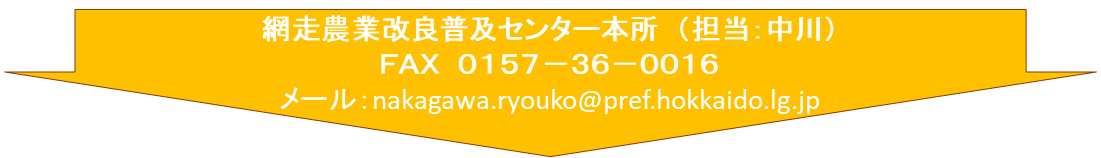 網走農業改良普及センター本所　（担当：中川）
ＦＡＸ　０１５７－３６－００１６
メール：nakagawa.ryouko@pref.hokkaido.lg.jp